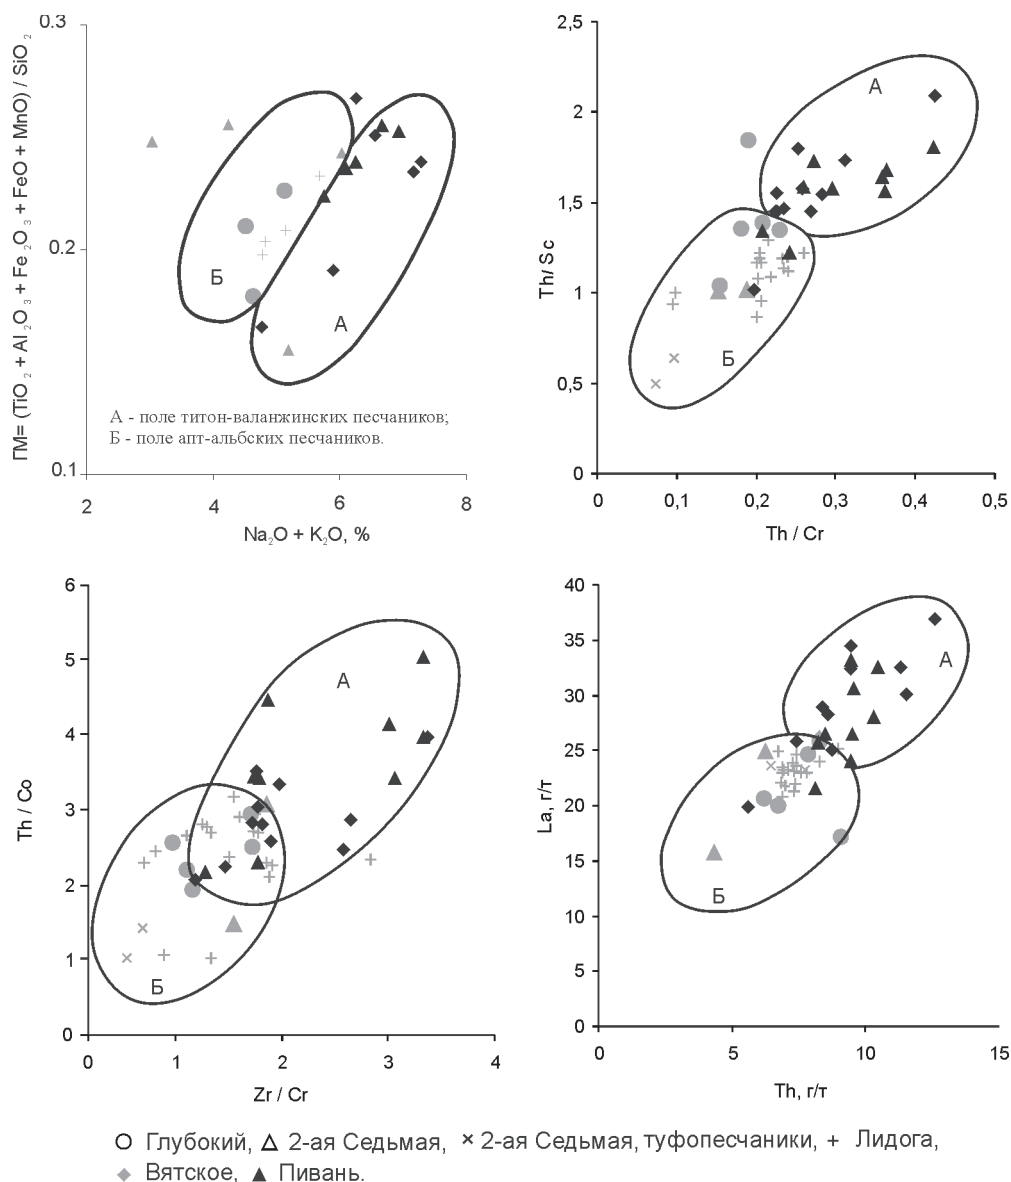 0.3
0.2
0.1
2
4
6
8
ГМ= (TiO2 + Al2O3 + Fe2O3 + FeO + MnO) / SiO2
Na2O + K2O, %
Б
А
А - поле титон-валанжинских песчаников;
Б - поле апт-альбских песчаников.
2,5
2
1,5
1
0,5
0
0
0,1
0,2
0,3
0,4
0,5
Th/ Sc
Th / Cr
А
Б
6
5
4
3
2
1
0
0
1
2
3
4
Th / Co
Zr / Cr
А
Б
40
35
30
25
20
15
10
5
0
0
5
10
15
La, г/т
Th, г/т
А
Б
Глубокий, 2-ая Седьмая, 2-ая Седьмая, туфопесчаники, Лидога,
Вятское, Пивань.